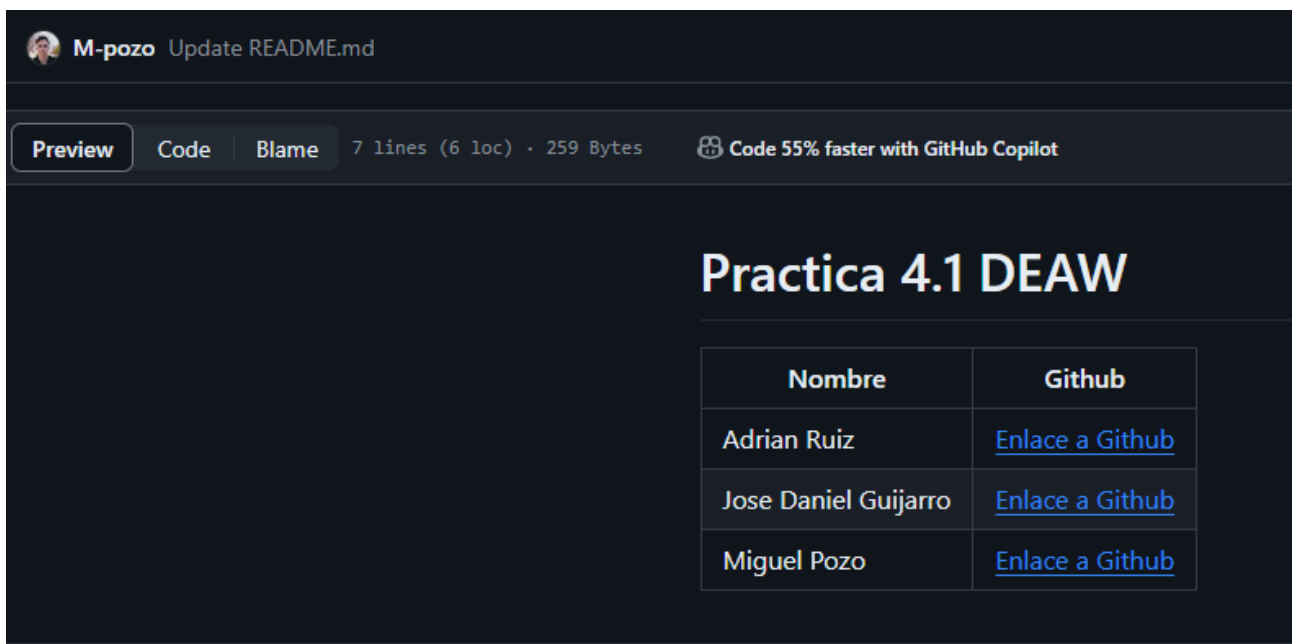 M-pozo Update README.md
Preview Code Blame 7 lines (6 loc) · 259 Bytes Code 55% faster with GitHub Copilot
Practica 4.1 DEAW
Nombre Github
Adrian Ruiz Enlace a Github
Jose Daniel Guijarro Enlace a Github
Miguel Pozo Enlace a Github